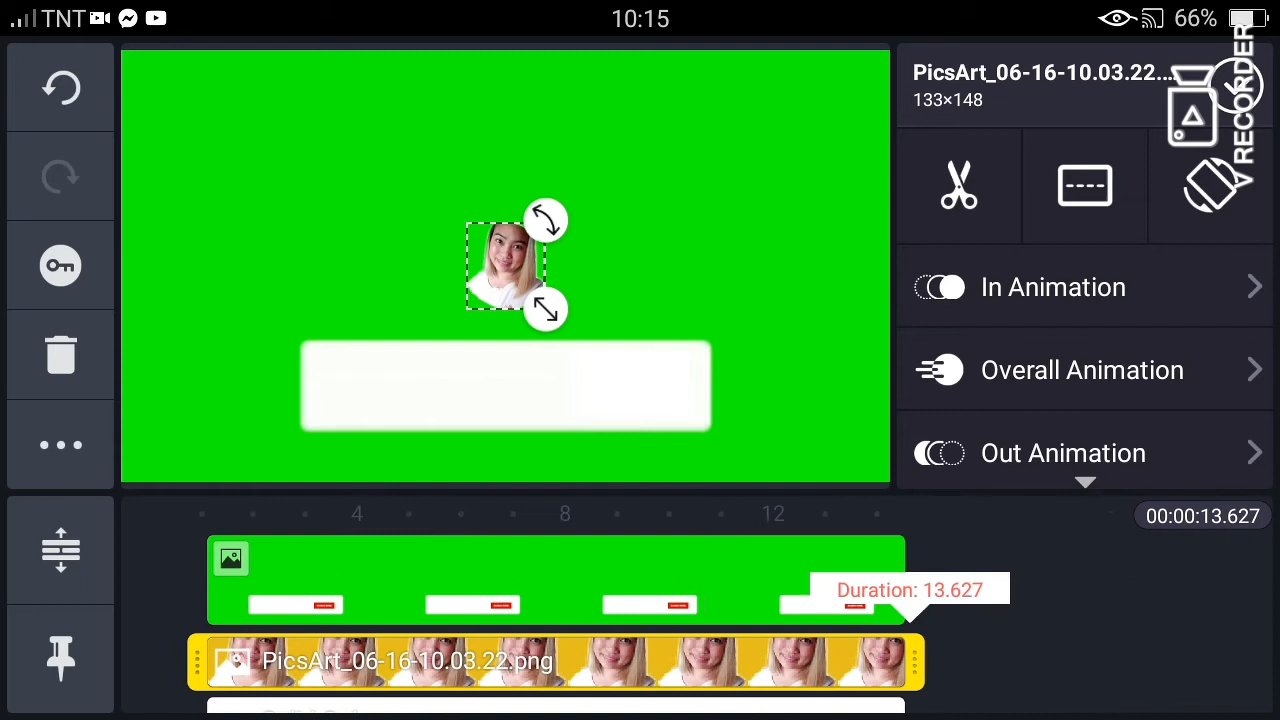 TNT 10:15 66%
PicsArt_06-16-10.03.22...
133×148
RECORDER
In Animation
Overall Animation
Out Animation
4 8 12
00:00:13.627
Duration: 13.627
PicsArt_06-16-10.03.22.png